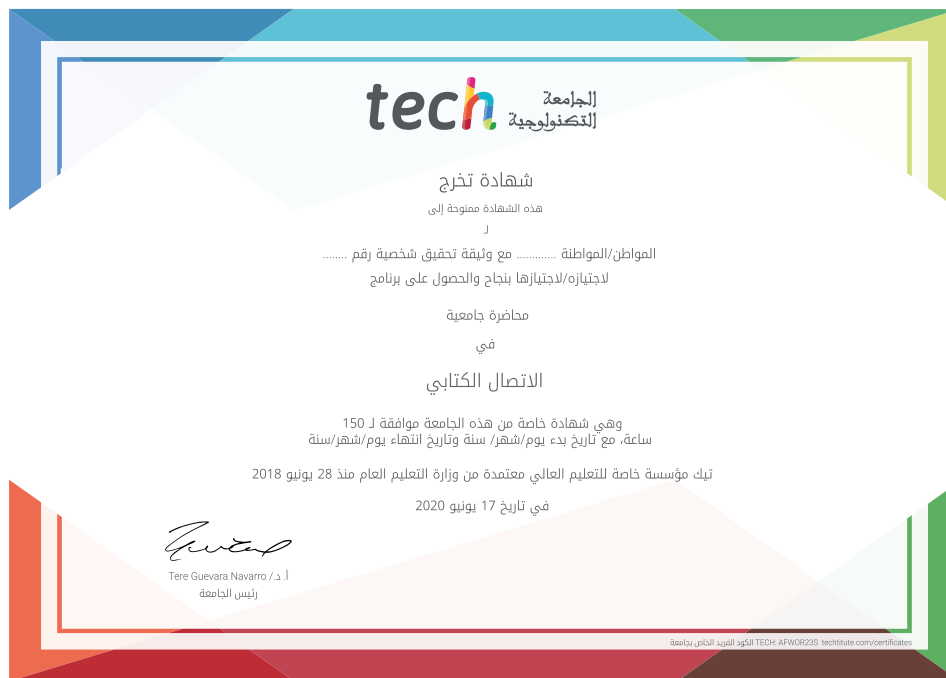 tech الجامعة
التكنولوجية
شهادة تخرج
هذه الشهادة ممنوحة إلى
لـ
المواطن/المواطنة ............. مع وثيقة تحقيق شخصية رقم ........
لاجتيازه/لاجتيازها بنجاح والحصول على برنامج
محاضرة جامعية
في
الاتصال الكتابي
وهي شهادة خاصة من هذه الجامعة موافقة لـ 150
ساعة، مع تاريخ بدء يوم/شهر/ سنة وتاريخ انتهاء يوم/شهر/سنة
تيك مؤسسة خاصة للتعليم العالي معتمدة من وزارة التعليم العام منذ 28 يونيو 2018
في تاريخ 17 يونيو 2020
أ. د./ Tere Guevara Navarro
رئيس الجامعة
الكود الفريد الخاص بجامعة TECH: AFWOR23S techtitute.com/certificates